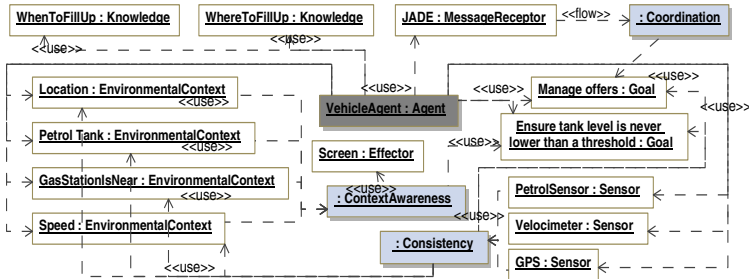 WhenToFillUp : Knowledge
WhereToFillUp : Knowledge
JADE : MessageReceptor
<<flow>>
: Coordination
<<use>>
<<use>>
<<use>>
<<use>>
Location : EnvironmentalContext
<<use>>
VehicleAgent : Agent
Manage offers : Goal
<<use>>
Petrol Tank : EnvironmentalContext
<<use>>
Ensure tank level is never
lower than a threshold : Goal
<<use>>
Screen : Effector
GasStationIsNear : EnvironmentalContext
<<use>>
<<use>>
: ContextAwareness
PetrolSensor : Sensor
<<use>>
Speed : EnvironmentalContext
Velocimeter : Sensor
: Consistency
<<use>>
GPS : Sensor